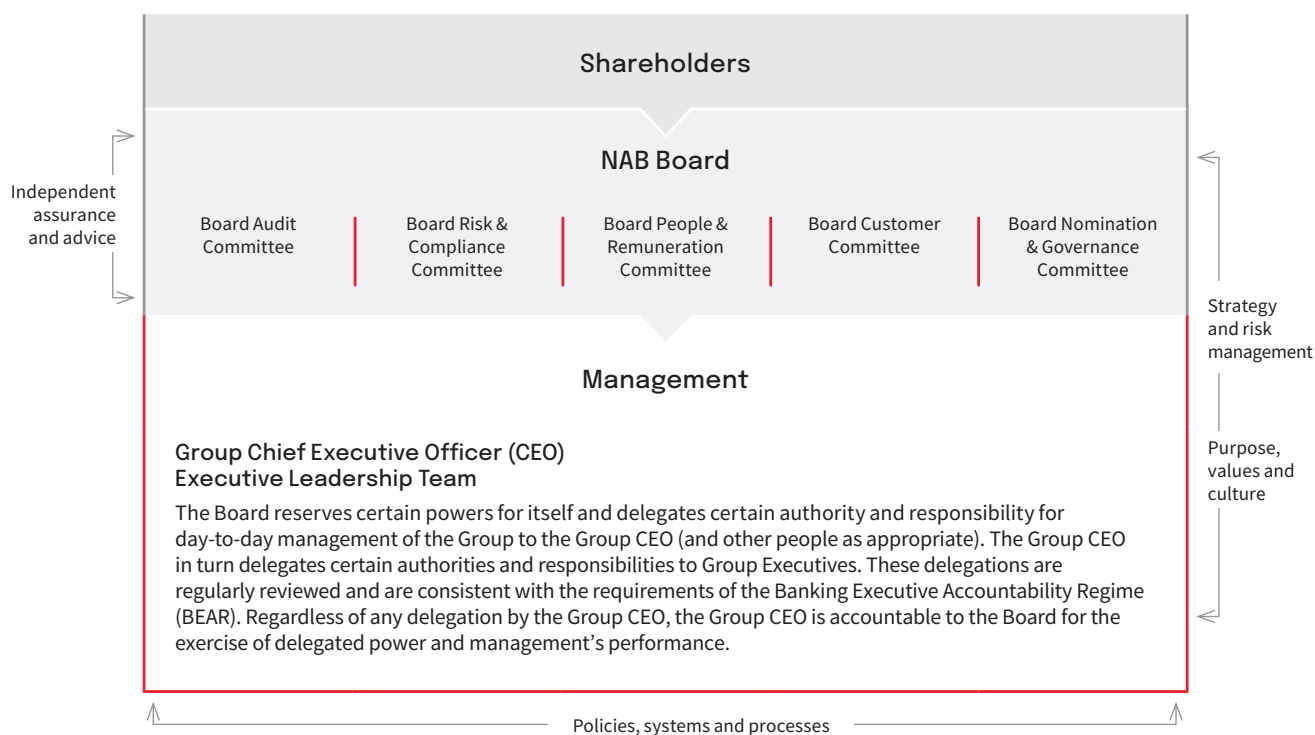 Shareholders
NAB Board
Independent
assurance
and advice
Board Audit
Committee
Board Risk &
Compliance
Committee
Board People &
Remuneration
Committee
Board Customer
Committee
Board Nomination
& Governance
Committee
Strategy
and risk
management
Management
Group Chief Executive Officer (CEO)
Executive Leadership Team
The Board reserves certain powers for itself and delegates certain authority and responsibility for
day-to-day management of the Group to the Group CEO (and other people as appropriate). The Group CEO
in turn delegates certain authorities and responsibilities to Group Executives. These delegations are
regularly reviewed and are consistent with the requirements of the Banking Executive Accountability Regime
(BEAR). Regardless of any delegation by the Group CEO, the Group CEO is accountable to the Board for the
exercise of delegated power and management’s performance.
Purpose,
values and
culture
Policies, systems and processes